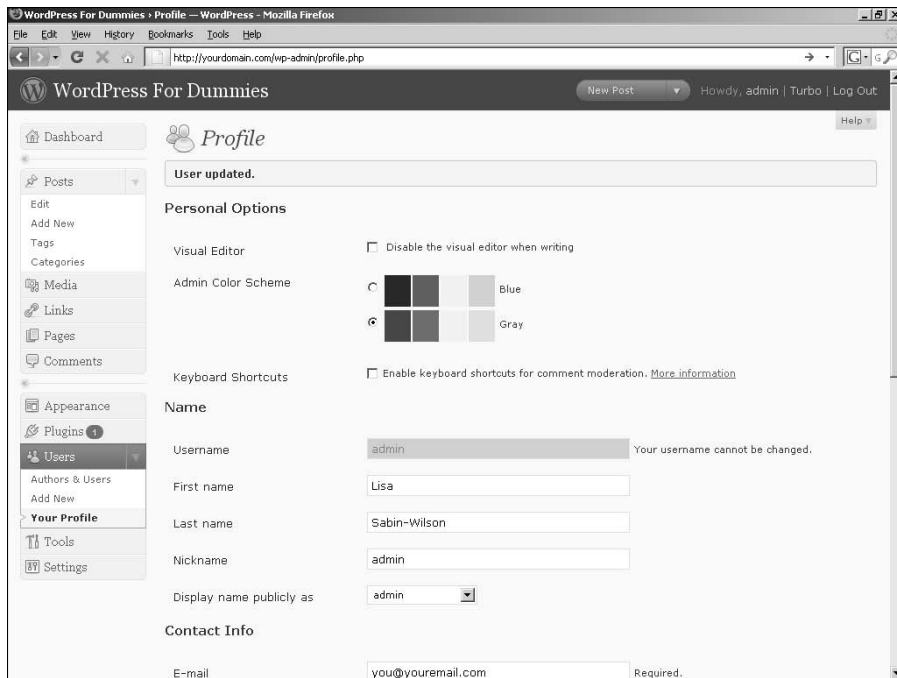 WordPress For Dummies › Profile — WordPress - Mozilla Firefox
File Edit View History Bookmarks Tools Help
http://yourdomain.com/wp-admin/profile.php
G
WordPress For Dummies
New Post
Howdy, admin | Turbo | Log Out
Help
Dashboard
Posts
Edit
Add New
Tags
Categories
Media
Links
Pages
Comments
Appearance
Plugins 1
Users
Authors & Users
Add New
Your Profile
Tools
Settings
Profile
User updated.
Personal Options
Visual Editor
Disable the visual editor when writing
Admin Color Scheme
Blue
Gray
Keyboard Shortcuts
Enable keyboard shortcuts for comment moderation. More information
Name
Username admin Your username cannot be changed.
First name Lisa
Last name Sabin-Wilson
Nickname admin
Display name publicly as admin
Contact Info
E-mail you@youremail.com Required.